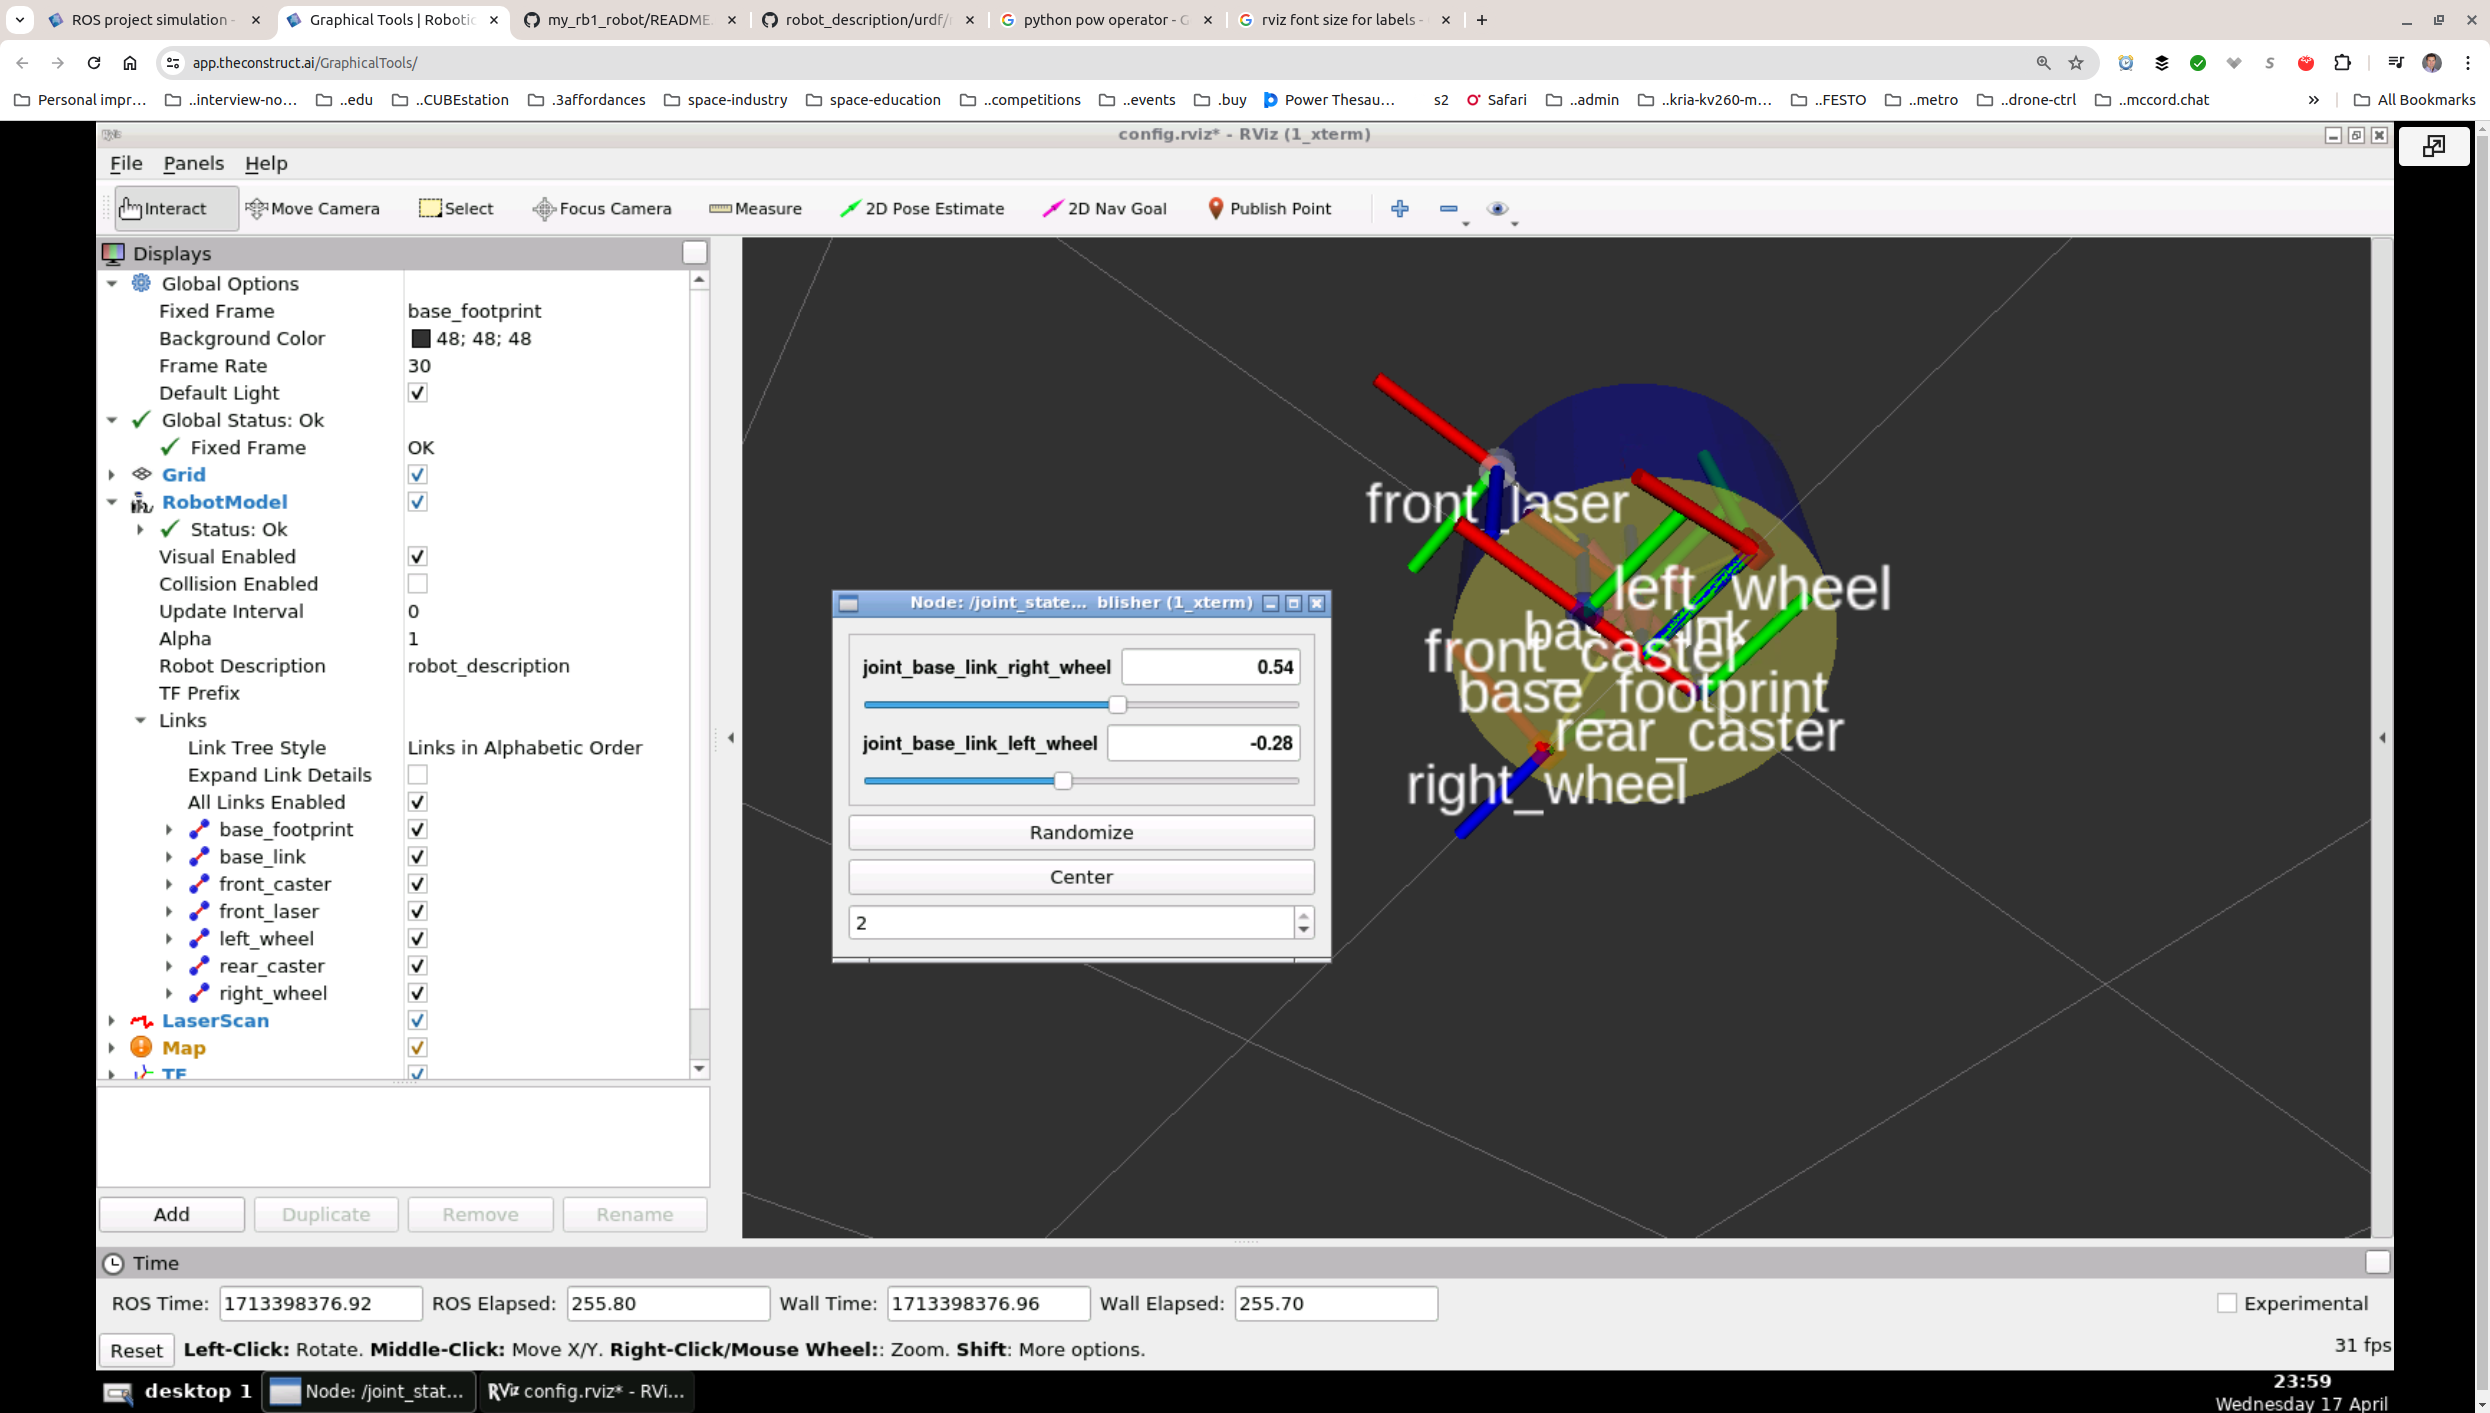 ROS project simulation -
Graphical Tools | Robotic
my_rb1_robot/README.
robot_description/urdf/
python pow operator - G
rviz font size for labels -
app.theconstruct.ai/GraphicalTools/
Personal impr… ..interview-no… ..edu ..CUBEstation .3affordances space-industry space-education ..competitions ..events .buy Power Thesau… s2 Safari ..admin ..kria-kv260-m… ..FESTO ..metro ..drone-ctrl ..mccord.chat » All Bookmarks
config.rviz* - RViz (1_xterm)
File Panels Help
Interact Move Camera Select Focus Camera Measure 2D Pose Estimate 2D Nav Goal Publish Point
Displays
Global Options
Fixed Frame base_footprint
Background Color 48; 48; 48
Frame Rate 30
Default Light
Global Status: Ok
Fixed Frame OK
Grid
RobotModel
Status: Ok
Visual Enabled
Collision Enabled
Update Interval 0
Alpha 1
Robot Description robot_description
TF Prefix
Links
Link Tree Style Links in Alphabetic Order
Expand Link Details
All Links Enabled
base_footprint
base_link
front_caster
front_laser
left_wheel
rear_caster
right_wheel
LaserScan
Map
TF
Add Duplicate Remove Rename
front_laser
left_wheel
base_link
front_caster
base_footprint
rear_caster
right_wheel
Node: /joint_state... blisher (1_xterm)
joint_base_link_right_wheel 0.54
joint_base_link_left_wheel -0.28
Randomize
Center
2
Time
ROS Time: 1713398376.92 ROS Elapsed: 255.80 Wall Time: 1713398376.96 Wall Elapsed: 255.70 Experimental
Reset Left-Click: Rotate. Middle-Click: Move X/Y. Right-Click/Mouse Wheel:: Zoom. Shift: More options. 31 fps
desktop 1 Node: /joint_stat... RViz config.rviz* - RVi...
23:59
Wednesday 17 April